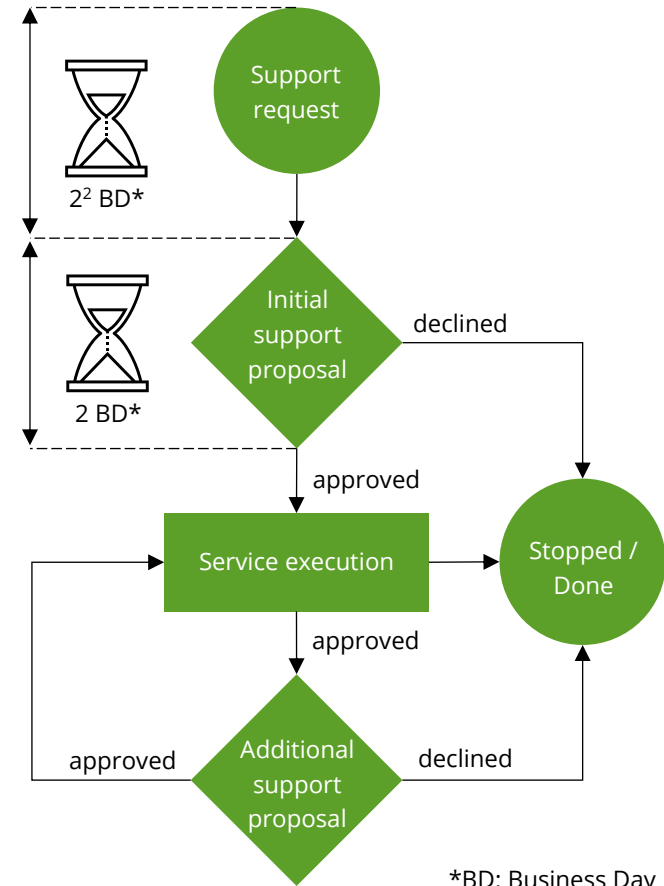 Support
request
2² BD*
Initial
support
proposal
declined
2 BD*
approved
Service execution
Stopped /
Done
approved
Additional
support
proposal
approved
declined
*BD: Business Day